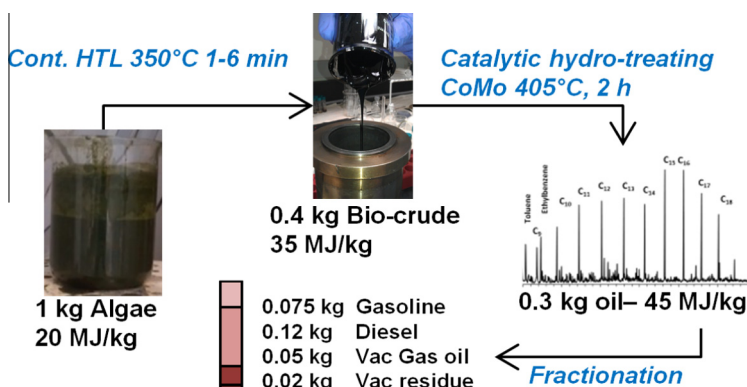 Cont. HTL 350°C 1-6 min
Catalytic hydro-treating
CoMo 405°C, 2 h
1 kg Algae
20 MJ/kg
0.4 kg Bio-crude
35 MJ/kg
Toluene
C9
Ethylbenzene
C10
C11
C12
C13
C14
C15
C16
C17
C18
0.3 kg oil– 45 MJ/kg
0.075 kg Gasoline
0.12 kg Diesel
0.05 kg Vac Gas oil
0.02 kg Vac residue
Fractionation